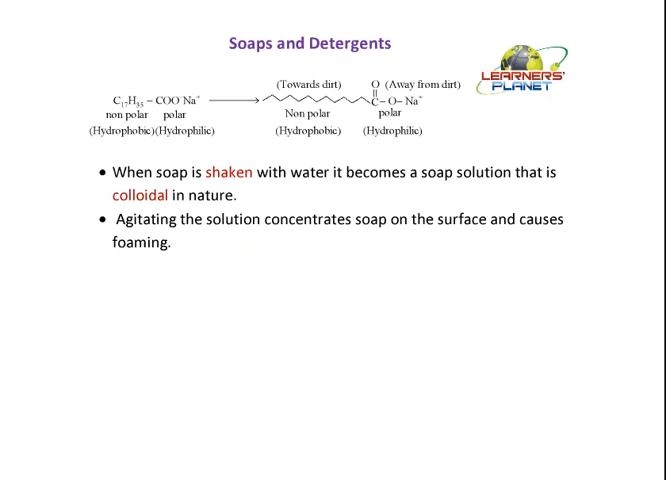 Soaps and Detergents
LEARNERS'
PLANET
(Towards dirt) O (Away from dirt)
C₁₇H₃₅ – COO⁻Na⁺ C– O– Na⁺
non polar polar Non polar polar
(Hydrophobic)(Hydrophilic) (Hydrophobic) (Hydrophilic)
• When soap is shaken with water it becomes a soap solution that is
colloidal in nature.
• Agitating the solution concentrates soap on the surface and causes
foaming.